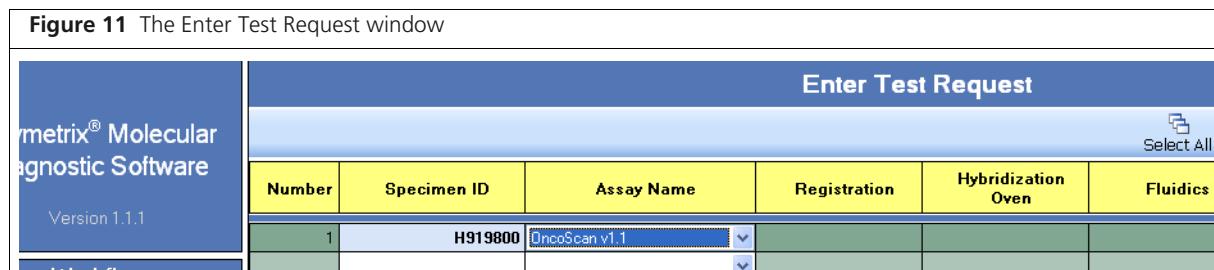 Figure 11 The Enter Test Request window
Enter Test Request
ymetrix® Molecular
agnostic Software
Version 1.1.1
Select All
Number Specimen ID Assay Name Registration Hybridization Oven Fluidics
1 H919800 OncoScan v1.1